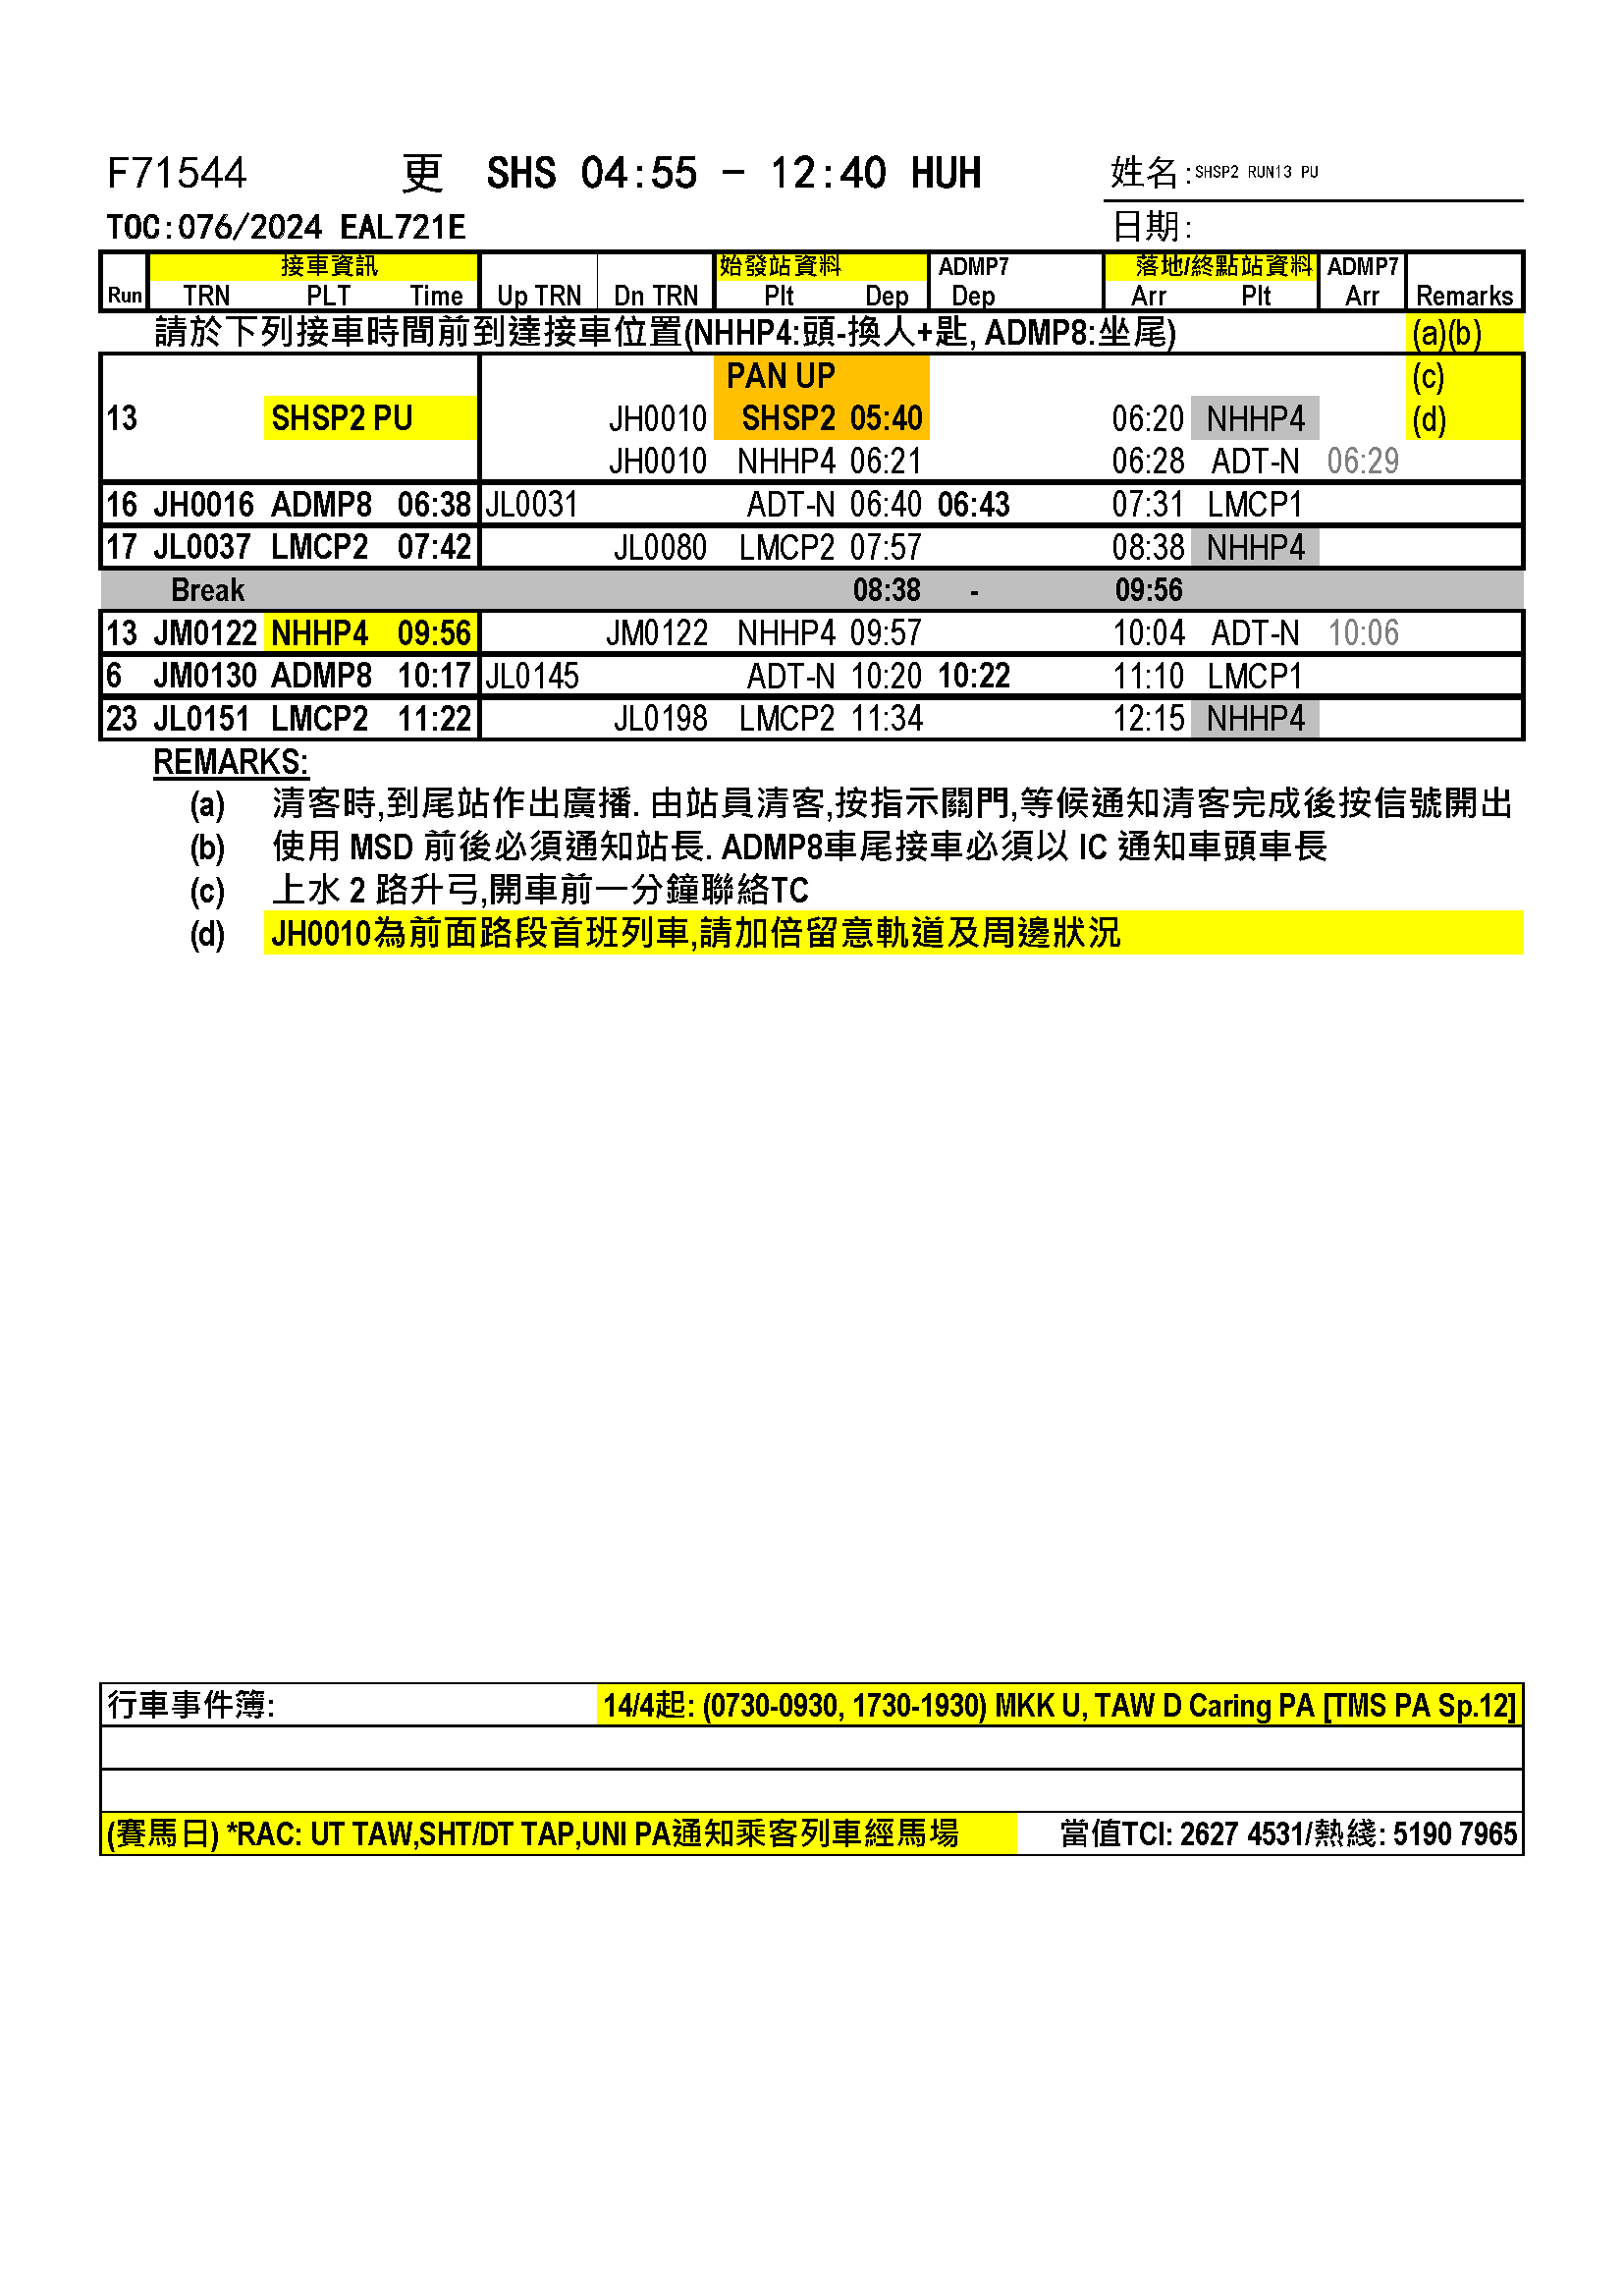 F71544 更 SHS 04:55 - 12:40 HUH 姓名:SHSP2 RUN13 PU
TOC:076/2024 EAL721E 日期:
接車資訊 始發站資料 ADMP7 落地/終點站資料 ADMP7
Run TRN PLT Time Up TRN Dn TRN Plt Dep Dep Arr Plt Arr Remarks
請於下列接車時間前到達接車位置(NHHP4:頭-換人+匙, ADMP8:坐尾) (a)(b)
PAN UP (c)
13 SHSP2 PU JH0010 SHSP2 05:40 06:20 NHHP4 (d)
JH0010 NHHP4 06:21 06:28 ADT-N 06:29
16 JH0016 ADMP8 06:38 JL0031 ADT-N 06:40 06:43 07:31 LMCP1
17 JL0037 LMCP2 07:42 JL0080 LMCP2 07:57 08:38 NHHP4
Break 08:38 - 09:56
13 JM0122 NHHP4 09:56 JM0122 NHHP4 09:57 10:04 ADT-N 10:06
6 JM0130 ADMP8 10:17 JL0145 ADT-N 10:20 10:22 11:10 LMCP1
23 JL0151 LMCP2 11:22 JL0198 LMCP2 11:34 12:15 NHHP4
REMARKS:
(a) 清客時,到尾站作出廣播. 由站員清客,按指示關門,等候通知清客完成後按信號開出
(b) 使用 MSD 前後必須通知站長. ADMP8車尾接車必須以 IC 通知車頭車長
(c) 上水 2 路升弓,開車前一分鐘聯絡TC
(d) JH0010為前面路段首班列車,請加倍留意軌道及周邊狀況
行車事件簿: 14/4起: (0730-0930, 1730-1930) MKK U, TAW D Caring PA [TMS PA Sp.12]
(賽馬日) *RAC: UT TAW,SHT/DT TAP,UNI PA通知乘客列車經馬場 當值TCI: 2627 4531/熱綫: 5190 7965